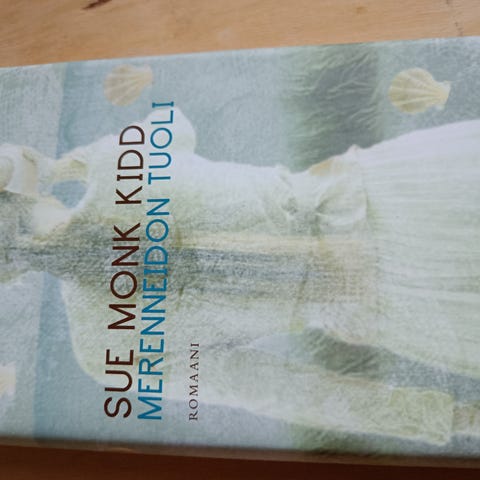 SUE MONK KIDD
MERENNEIDON TUOLI
ROMAANI